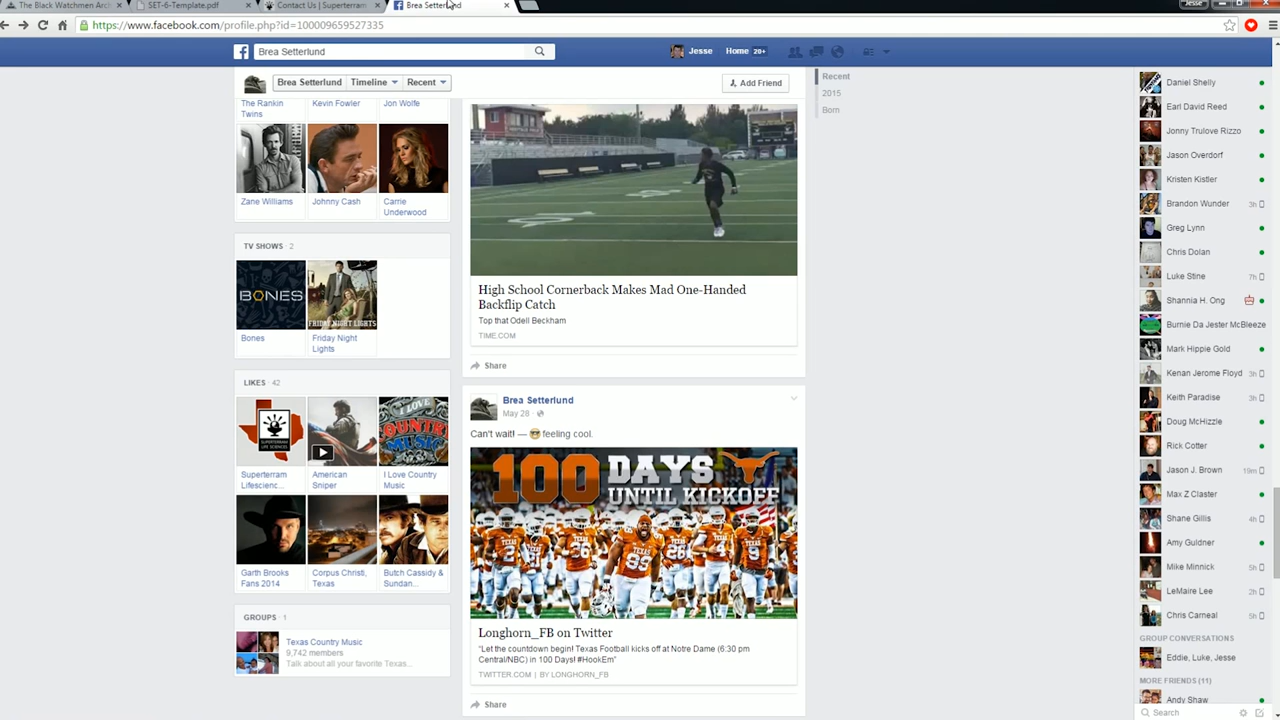 The Black Watchmen Arc
SET-6-Template.pdf
Contact Us | Superterram
Brea Setterlund
Jesse
https://www.facebook.com/profile.php?id=100009659527335
Brea Setterlund
Jesse
Home 20+
Brea Setterlund
Timeline
Recent
Add Friend
Recent
2015
Born
The Rankin
Twins
Kevin Fowler
Jon Wolfe
Zane Williams
Johnny Cash
Carrie
Underwood
TV SHOWS · 2
BONES
FRIDAY NIGHT LIGHTS
Bones
Friday Night
Lights
LIKES · 42
SUPERTERRAM
LIFE SCIENCES
I LOVE
COUNTRY
MUSIC
Superterram
Lifescienc...
American
Sniper
I Love Country
Music
Garth Brooks
Fans 2014
Corpus Christi,
Texas
Butch Cassidy &
Sundan...
GROUPS · 1
Texas Country Music
9,742 members
Talk about all your favorite Texas...
High School Cornerback Makes Mad One-Handed
Backflip Catch
Top that Odell Beckham
TIME.COM
Share
Brea Setterlund
May 28 ·
Can't wait! — feeling cool.
100 DAYS
UNTIL KICKOFF
Longhorn_FB on Twitter
"Let the countdown begin! Texas Football kicks off at Notre Dame (6:30 pm
Central/NBC) in 100 Days! #HookEm"
TWITTER.COM | BY LONGHORN_FB
Share
Daniel Shelly
Earl David Reed
Jonny Trulove Rizzo
Jason Overdorf
Kristen Kistler
Brandon Wunder 3h
Greg Lynn
Chris Dolan
Luke Stine 7h
Shannia H. Ong
Burnie Da Jester McBleeze
Mark Hippie Gold
Kenan Jerome Floyd 3h
Keith Paradise 3h
Doug McHizzle
Rick Cotter
Jason J. Brown 19m
Max Z Claster
Shane Gillis 4h
Amy Guldner
Mike Minnick 5h
LeMarie Lee 2h
Chris Carneal 5h
GROUP CONVERSATIONS
Eddie, Luke, Jesse
MORE FRIENDS (11)
Andy Shaw
Search